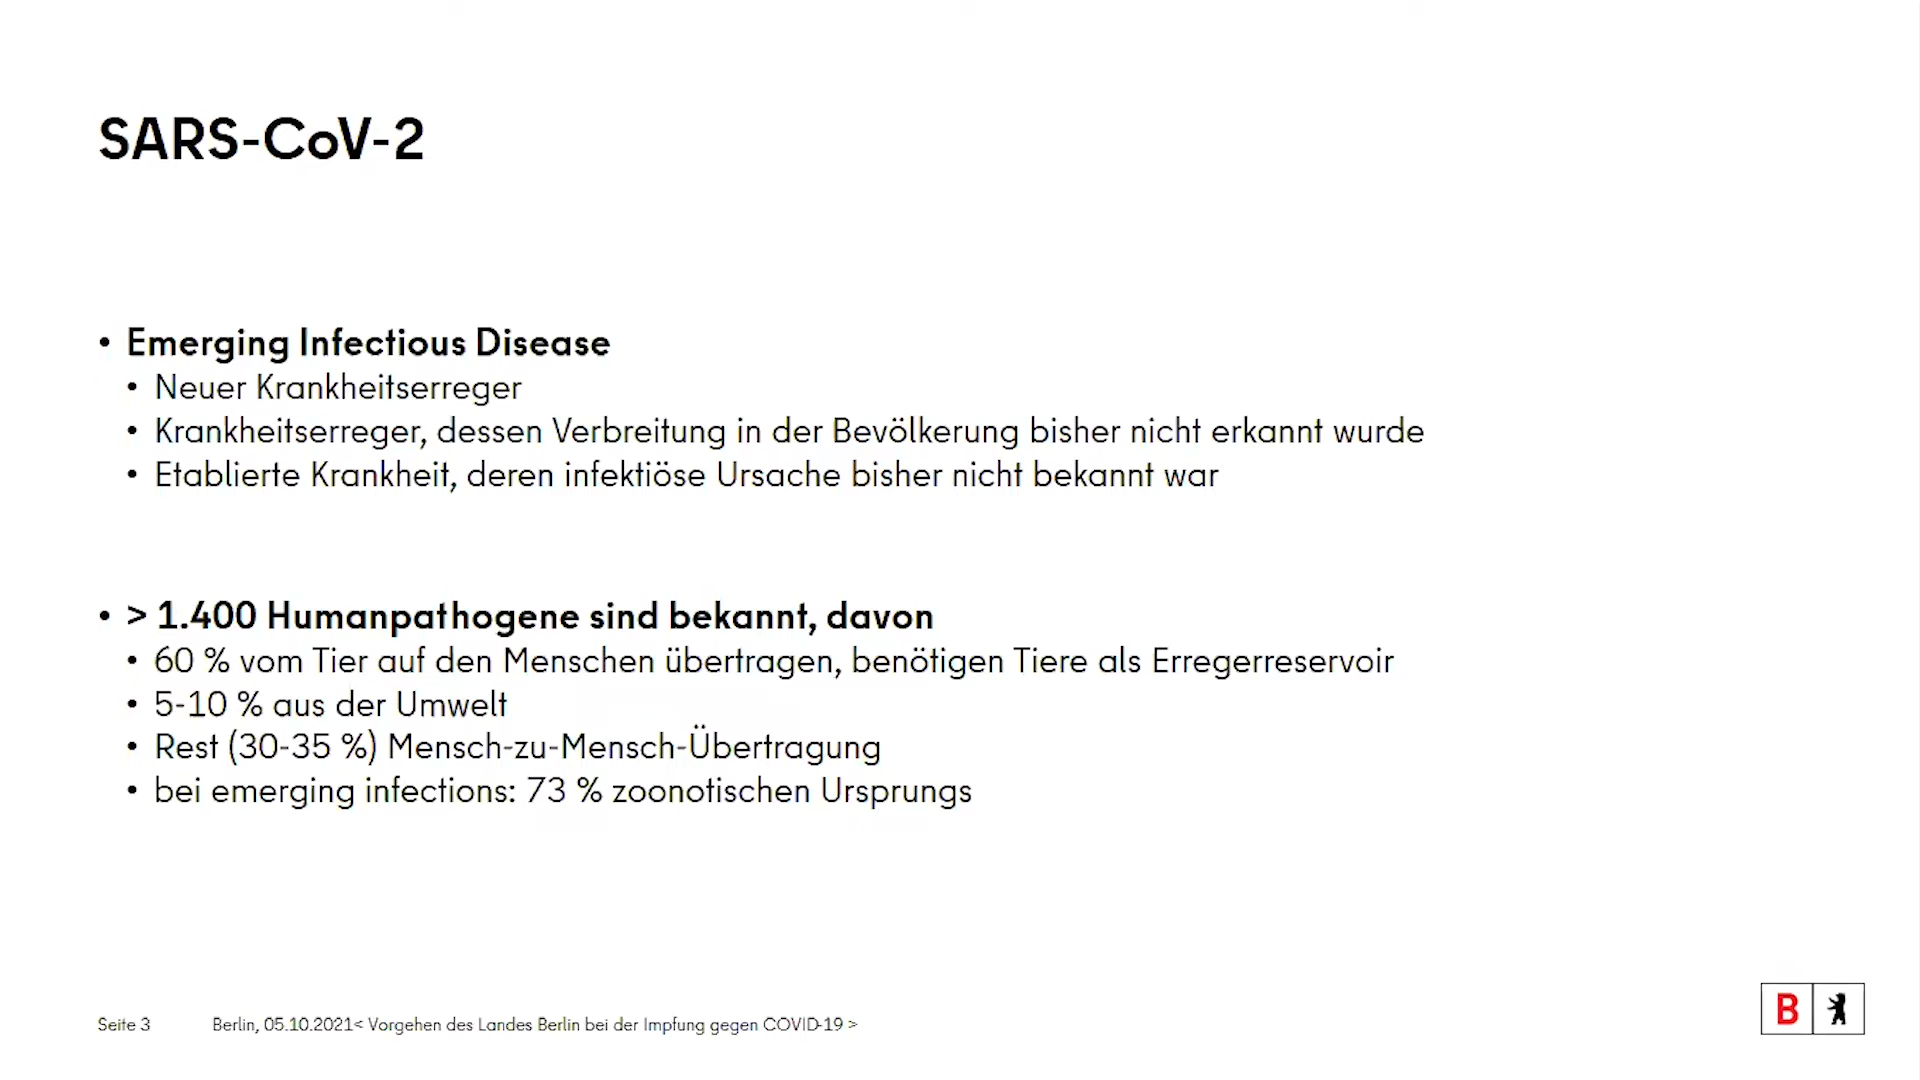 SARS-CoV-2
• Emerging Infectious Disease
• Neuer Krankheitserreger
• Krankheitserreger, dessen Verbreitung in der Bevölkerung bisher nicht erkannt wurde
• Etablierte Krankheit, deren infektiöse Ursache bisher nicht bekannt war
• > 1.400 Humanpathogene sind bekannt, davon
• 60 % vom Tier auf den Menschen übertragen, benötigen Tiere als Erregerreservoir
• 5-10 % aus der Umwelt
• Rest (30-35 %) Mensch-zu-Mensch-Übertragung
• bei emerging infections: 73 % zoonotischen Ursprungs
Seite 3 Berlin, 05.10.2021< Vorgehen des Landes Berlin bei der Impfung gegen COVID-19 >
B